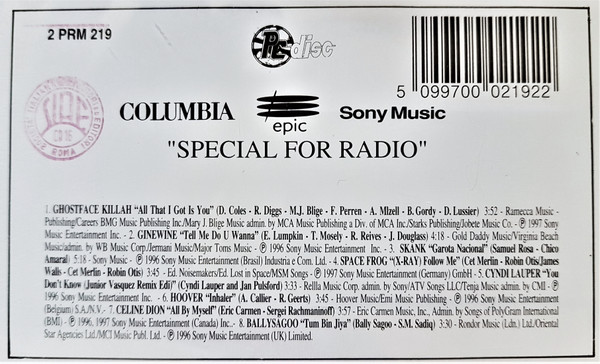 2 PRM 219
PE disc
5 099700 021922
COLUMBIA epic Sony Music
"SPECIAL FOR RADIO"
ROMA
1. GHOSTFACE KILLAH “All That I Got Is You” (D. Coles - R. Diggs - M.J. Blige - F. Perren - A. Mizell - B. Gordy - D. Lussier) 3:52 - Ramecca Music -
Publishing/Careers BMG Music Publishing Inc/Mary J. Blige Music admin. by MCA Music Publishing a Div. of MCA Inc/Starks Publishing/Jobete Music Co. - ℗ 1997 Sony
Music Entertainment Inc. - 2. GINEWINE “Tell Me Do U Wanna” (E. Lumpkin - T. Mosely - R. Reives - J. Douglass) 4:18 - Gold Daddy Music/Virginia Beach
Music/admin. by WB Music Corp/Jermani Music/Major Toms Music - ℗ 1996 Sony Music Entertainment Inc. - 3. SKANK “Garota Nacional” (Samuel Rosa - Chico
Amaral) 5:18 - Sony Music - ℗ 1996 Sony Music Entertainment (Brasil) Industria e Com. Ltd. - 4. SPACE FROG “(X-RAY) Follow Me” (Cet Merlin - Robin Otis/James
Walls - Cet Merlin - Robin Otis) 3:45 - Ed. Noisemakers/Ed. Lost in Space/MSM Songs - ℗ 1997 Sony Music Entertainment (Germany) GmbH - 5. CYNDI LAUPER “You
Don't Know (Junior Vasquez Remix Edi)” (Cyndi Lauper and Jan Pulsford) 3:33 - Rellla Music Corp. admin. by Sony/ATV Songs LLC/Tenja Music admin. by CMI - ℗
1996 Sony Music Entertainment Inc. - 6. HOOVER “Inhaler” (A. Callier - R. Geerts) - 3:45 - Hoover Music/Emi Music Publishing - ℗ 1996 Sony Music Entertainment
(Belgium) S.A./N.V.- 7. CELINE DION “All By Myself” (Eric Carmen - Sergei Rachmaninoff) 3:57 - Eric Carmen Music, Inc., Admin. by Songs of PolyGram International
(BMI) - ℗ 1996, 1997 Sony Music Entertainment (Canada) Inc.- 8. BALLYSAGOO “Tum Bin Jiya” (Bally Sagoo - S.M. Sadiq) 3:30 - Rondor Music (Ldn.) Ltd/Oriental
Star Agencies Ltd/MCI Music Publ. Ltd. - ℗ 1996 Sony Music Entertainment (UK) Limited.